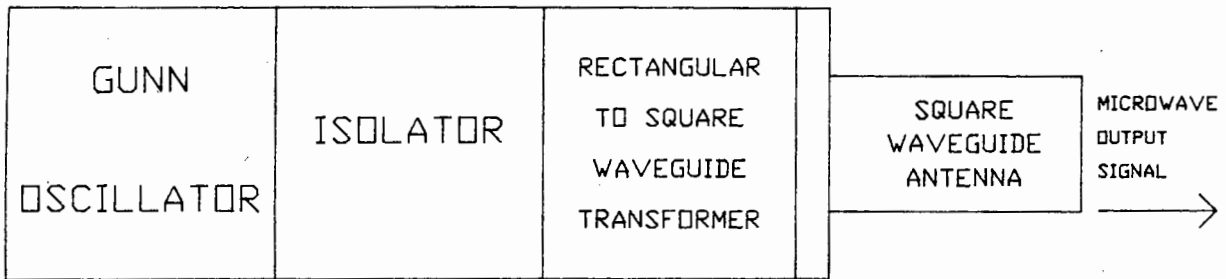 GUNN
OSCILLATOR
ISOLATOR
RECTANGULAR
TO SQUARE
WAVEGUIDE
TRANSFORMER
SQUARE
WAVEGUIDE
ANTENNA
MICROWAVE
OUTPUT
SIGNAL